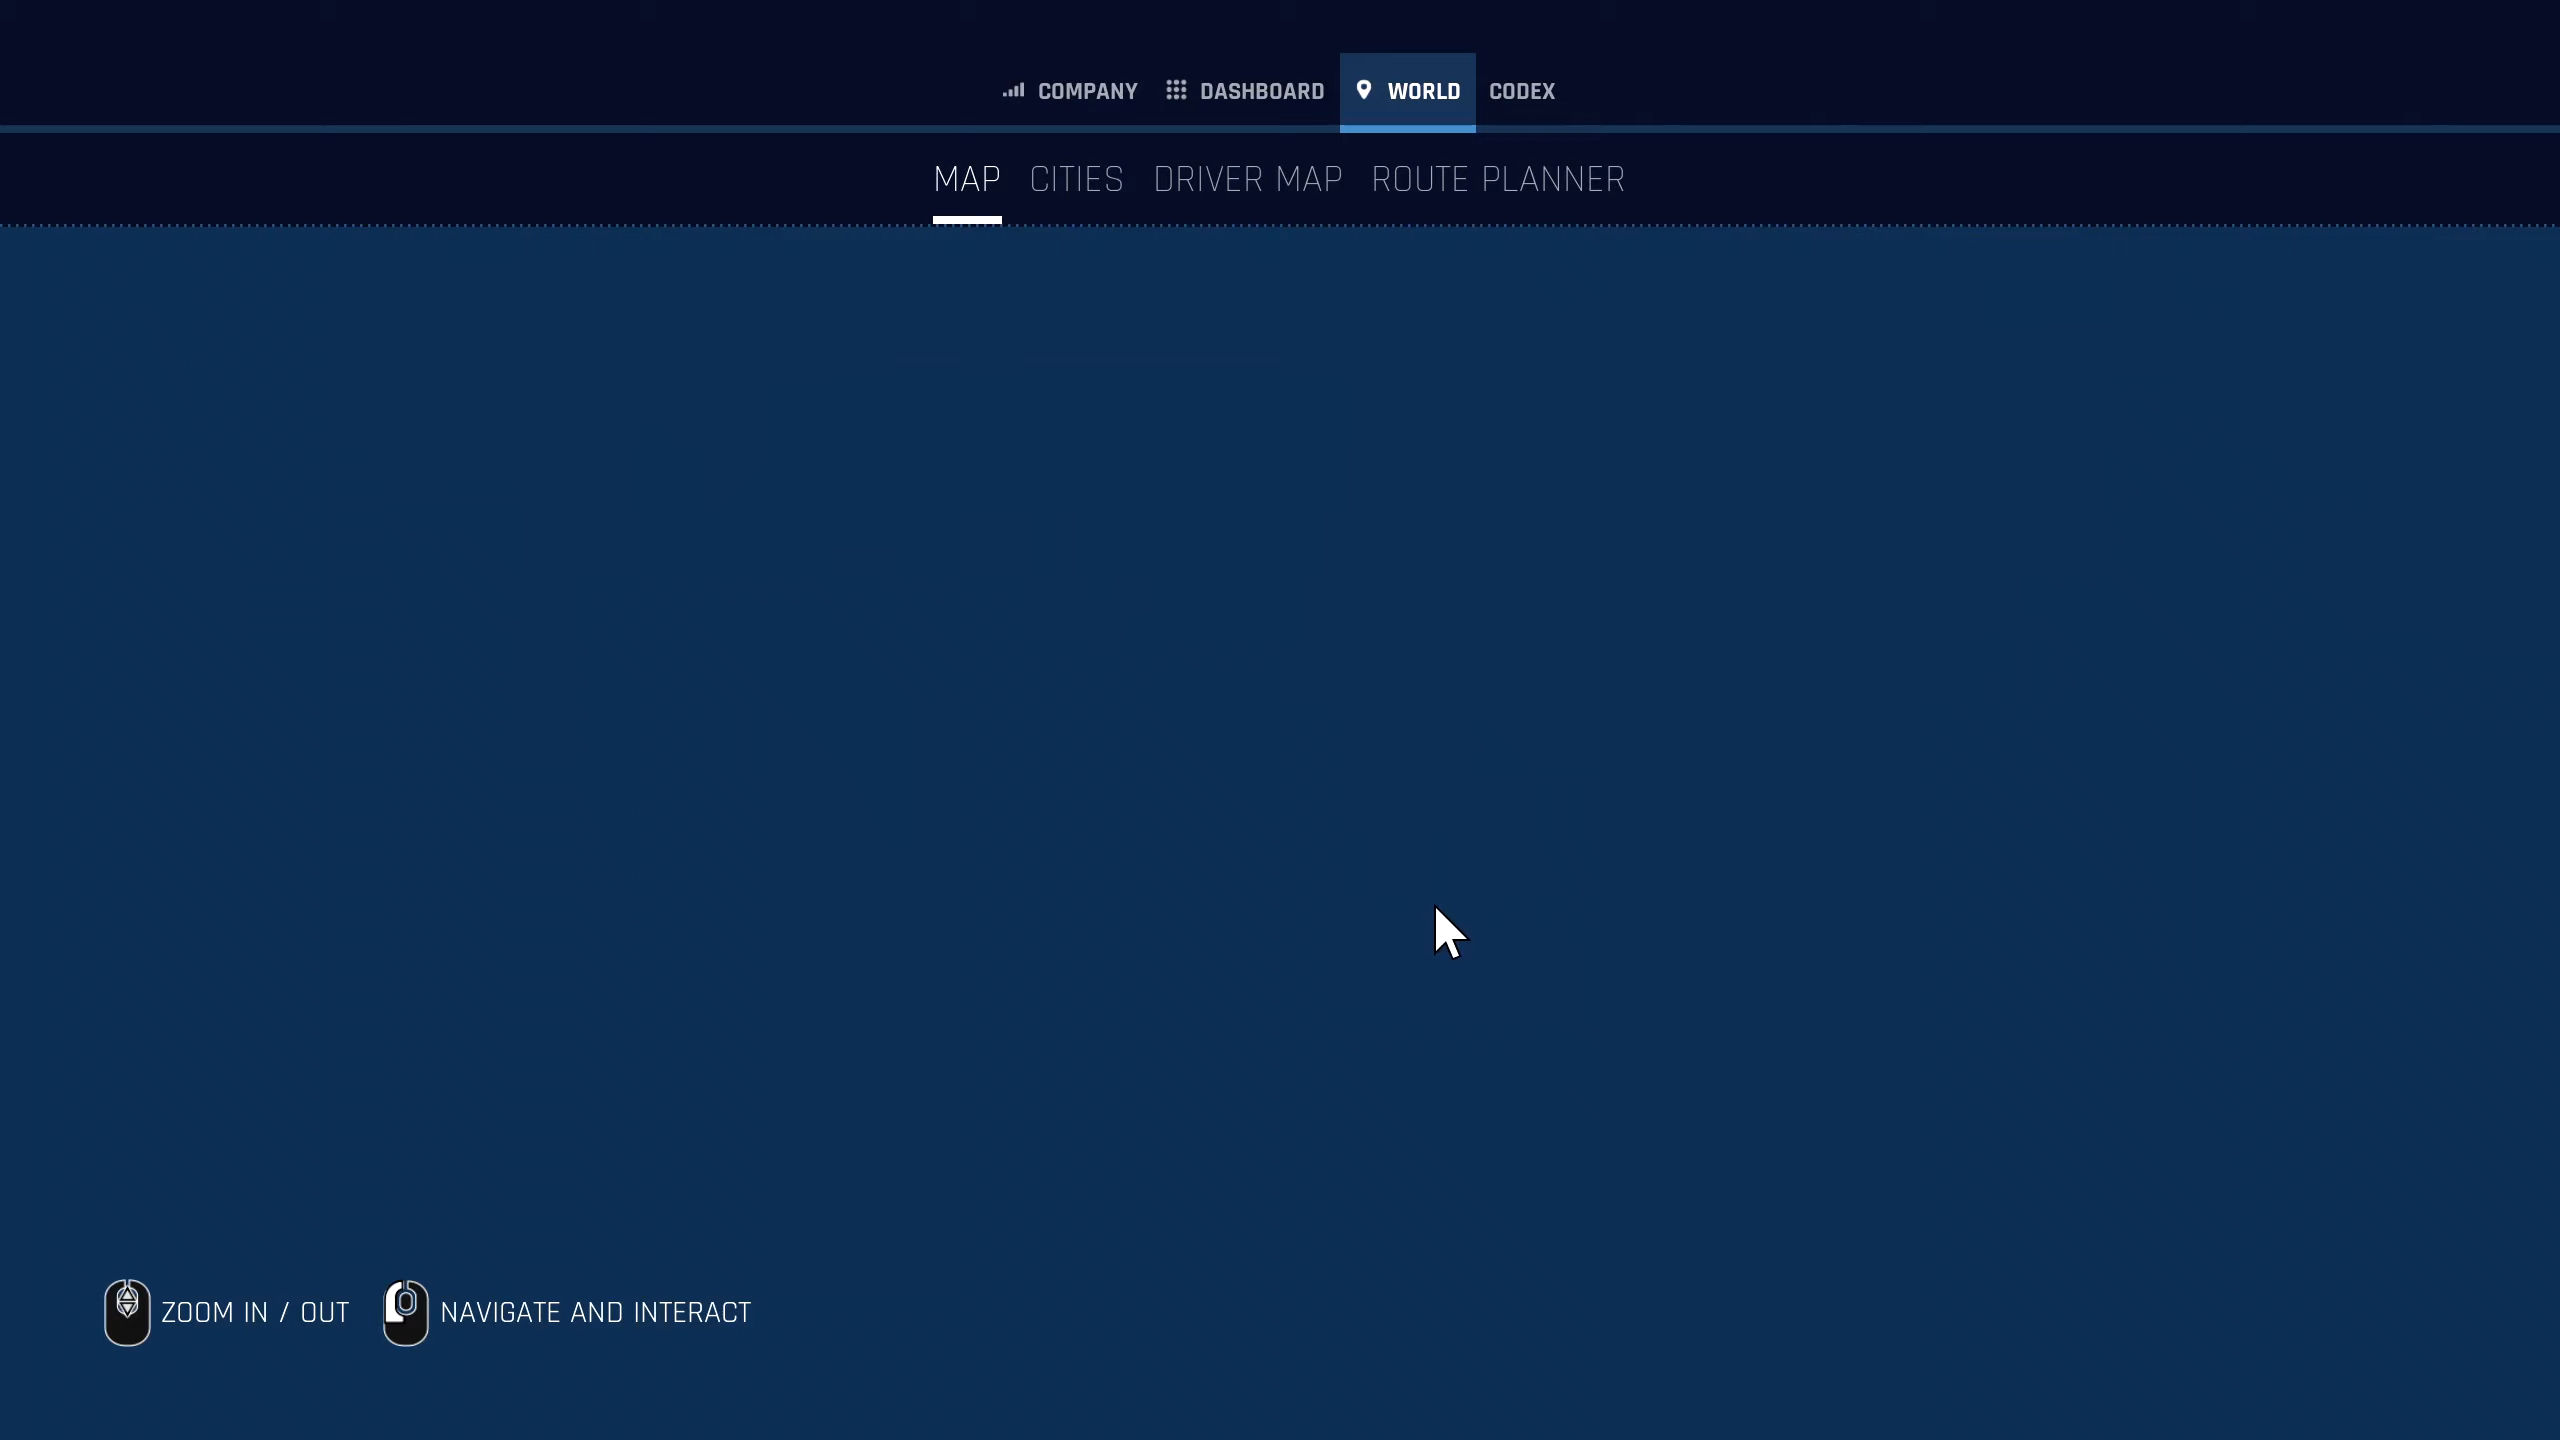 COMPANY DASHBOARD WORLD CODEX
MAP CITIES DRIVER MAP ROUTE PLANNER
ZOOM IN / OUT NAVIGATE AND INTERACT